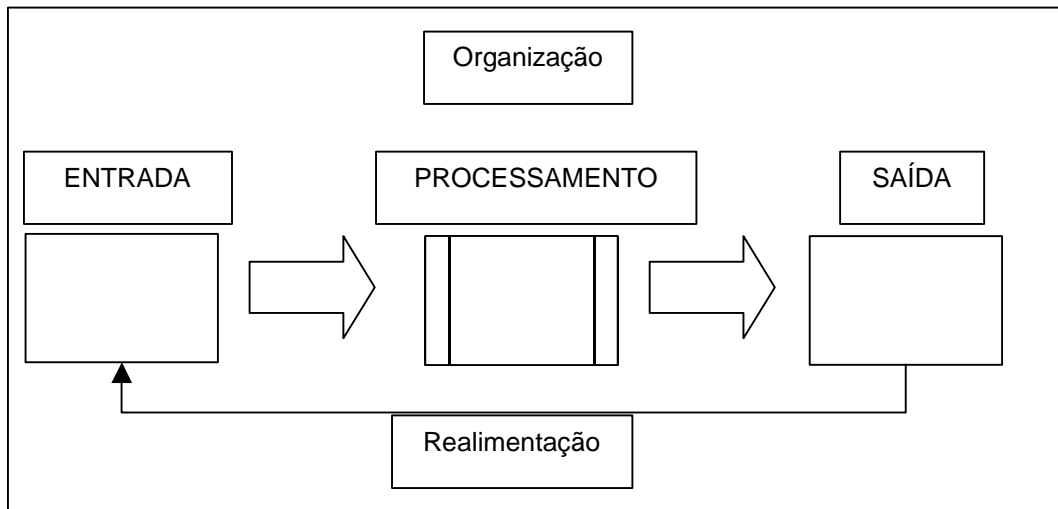 Organização
ENTRADA
PROCESSAMENTO
SAÍDA
Realimentação